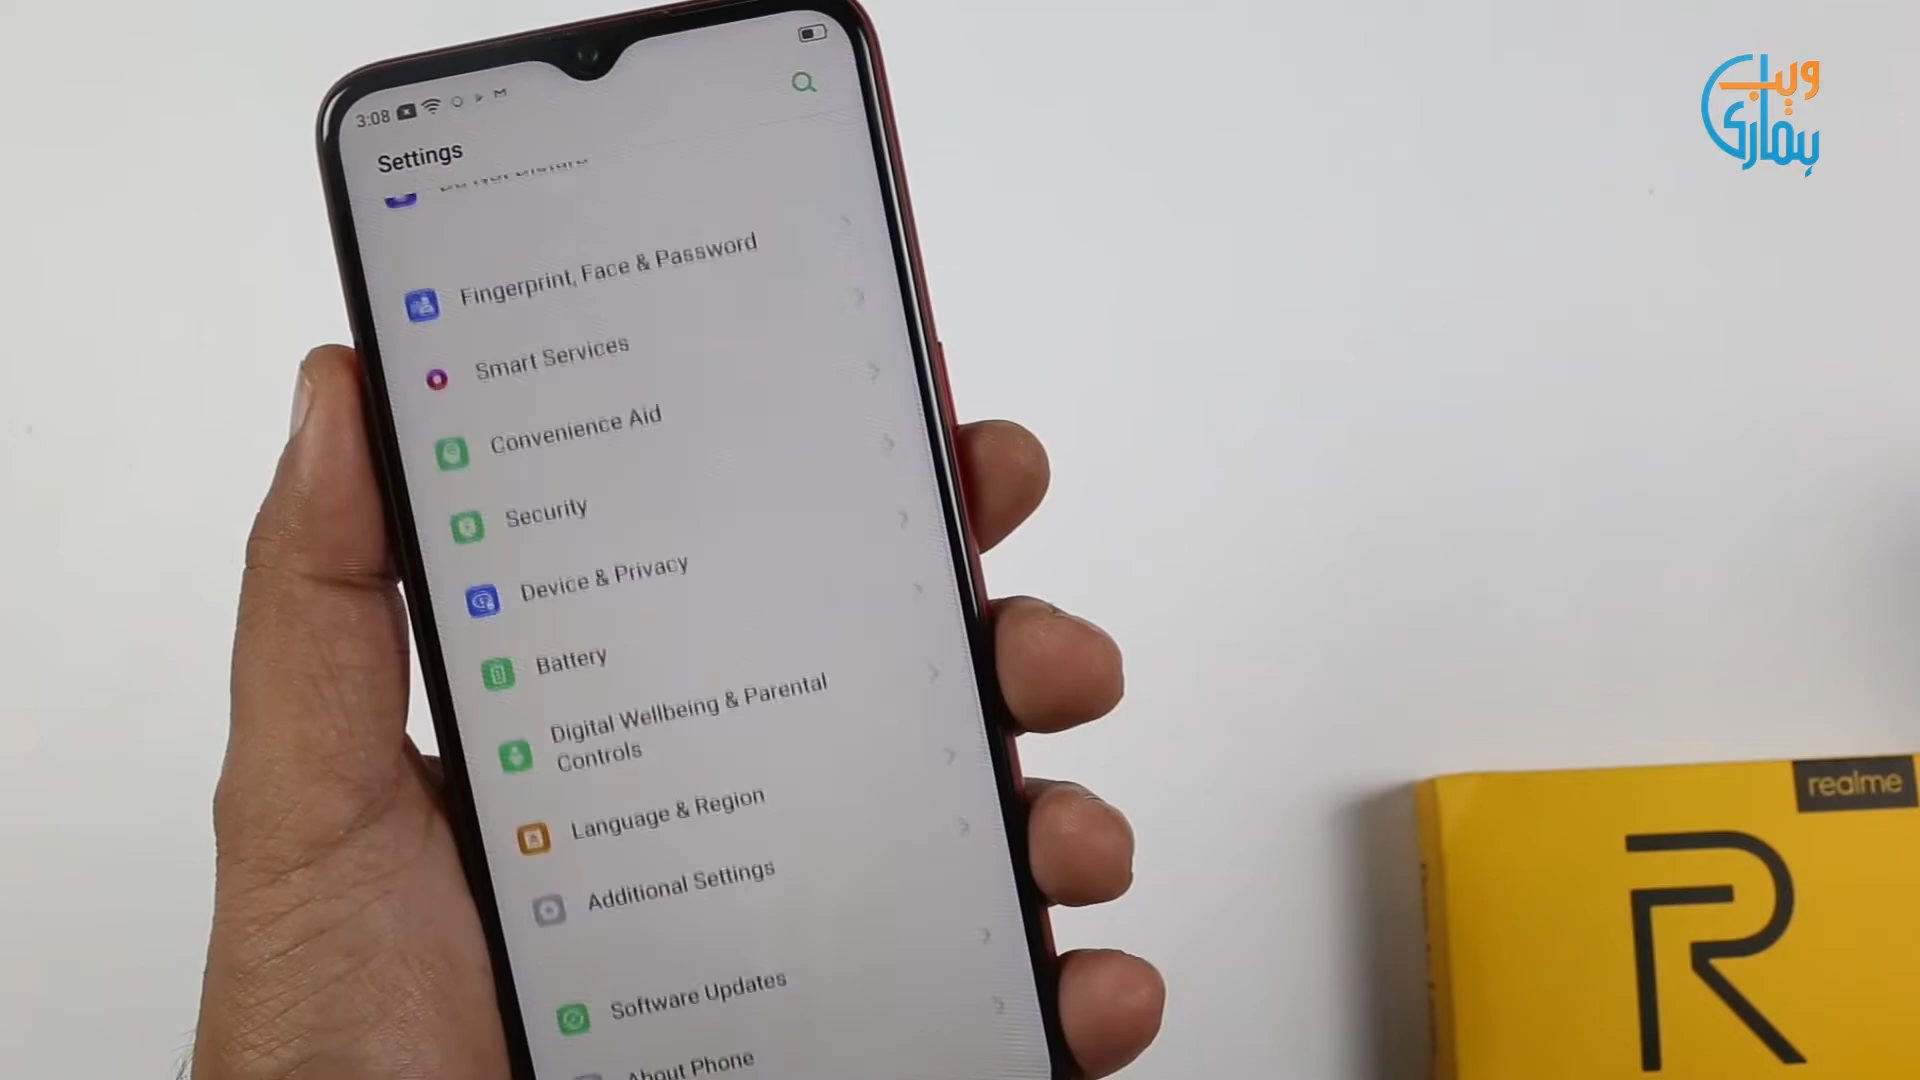 3:08
Settings
Fingerprint, Face & Password
Smart Services
Convenience Aid
Security
Device & Privacy
Battery
Digital Wellbeing & Parental
Controls
Language & Region
Additional Settings
Software Updates
About Phone
ویب
بیماری
realme
R